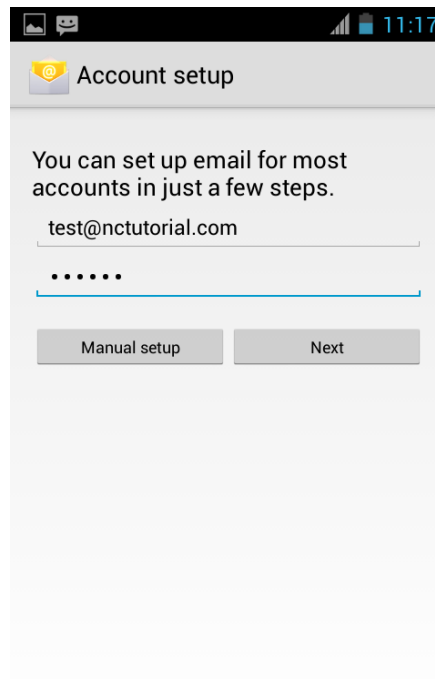 11:17
Account setup
You can set up email for most
accounts in just a few steps.
test@nctutorial.com
••••••
Manual setup
Next